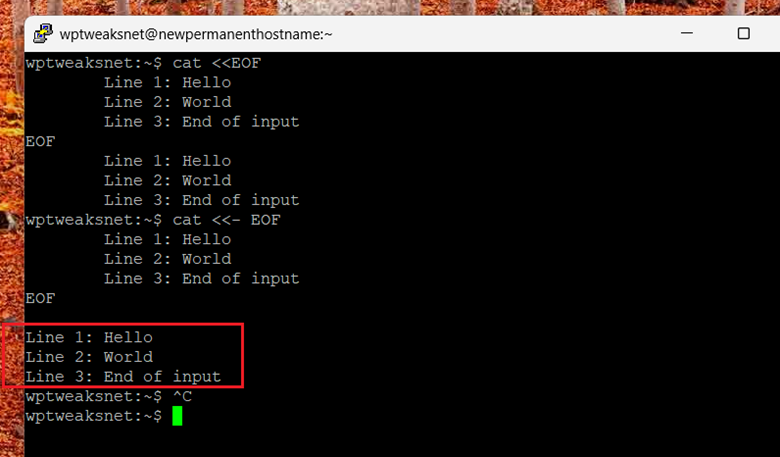 wptweaksnet@newpermanenthostname:~
wptweaksnet:~$ cat <<EOF
        Line 1: Hello
        Line 2: World
        Line 3: End of input
EOF
        Line 1: Hello
        Line 2: World
        Line 3: End of input
wptweaksnet:~$ cat <<- EOF
        Line 1: Hello
        Line 2: World
        Line 3: End of input
EOF

Line 1: Hello
Line 2: World
Line 3: End of input
wptweaksnet:~$ ^C
wptweaksnet:~$